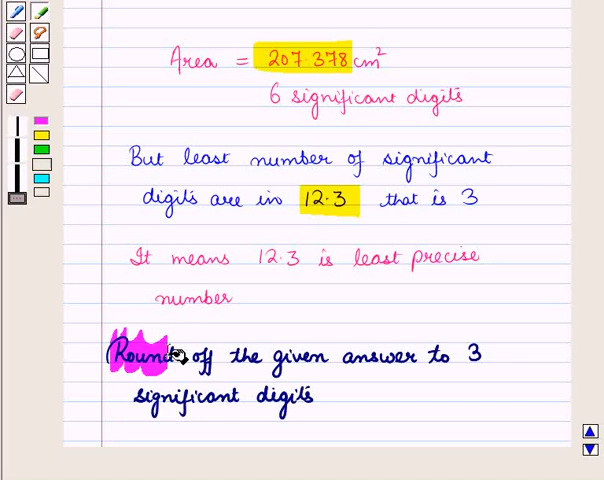 Area = 207.378 cm²
6 significant digits
But least number of significant
digits are in 12.3 that is 3
It means 12.3 is least precise
number
Round off the given answer to 3
significant digits